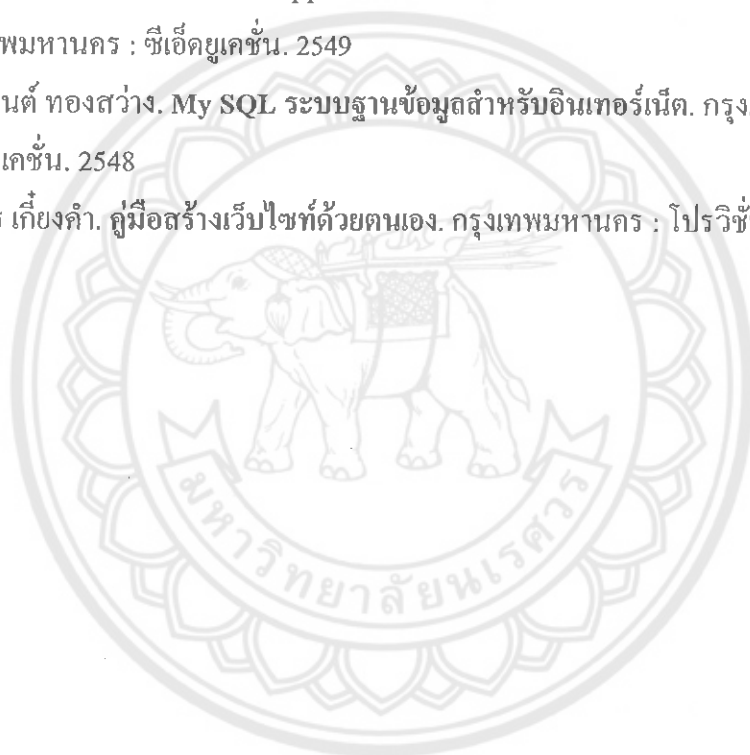 พมหานคร : ซีเอ็ดยูเคชั่น. 2549
นต์ ทองสว่าง. My SQL ระบบฐานข้อมูลสำหรับอินเทอร์เน็ต. กรุง
เคชั่น. 2548
ร เกี๋ยงคำ. คู่มือสร้างเว็บไซท์ด้วยตนเอง. กรุงเทพมหานคร : โปรวิชั่
มหาวิทยาลัยนเรศวร